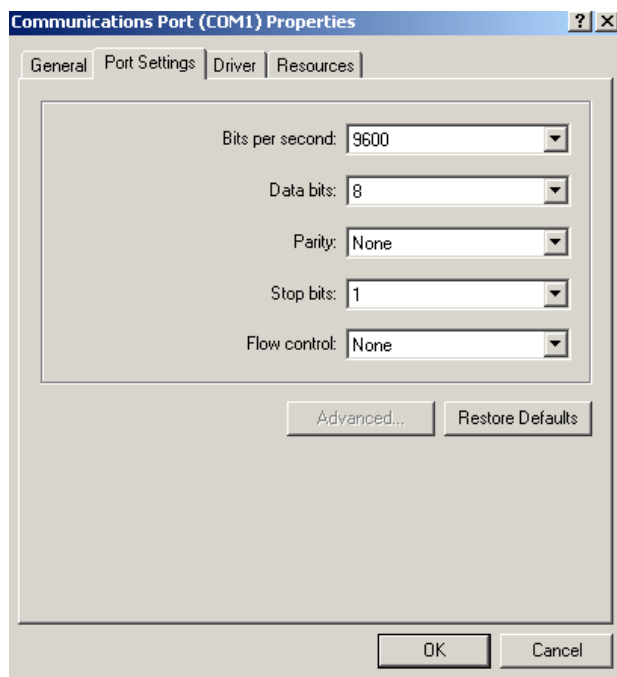 Communications Port (COM1) Properties
General Port Settings Driver Resources
Bits per second: 9600
Data bits: 8
Parity: None
Stop bits: 1
Flow control: None
Advanced... Restore Defaults
OK Cancel